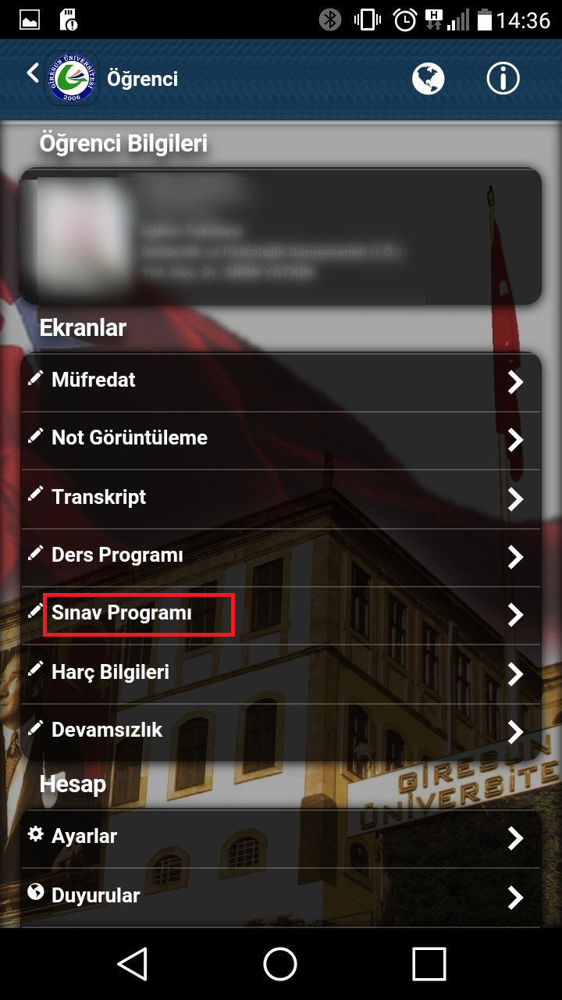 H
14:36
GİRESUN ÜNİVERSİTESİ
2006
Öğrenci
Öğrenci Bilgileri
Eğitim Fakültesi
Rehberlik ve Psikolojik Danışmanlık (İ.Ö.)
Yrd. Doç. Dr. ŞİRİN YATKIN
Ekranlar
Müfredat
Not Görüntüleme
Transkript
Ders Programı
Sınav Programı
Harç Bilgileri
Devamsızlık
GİRESUN
ÜNİVERSİTE
Hesap
Ayarlar
Duyurular